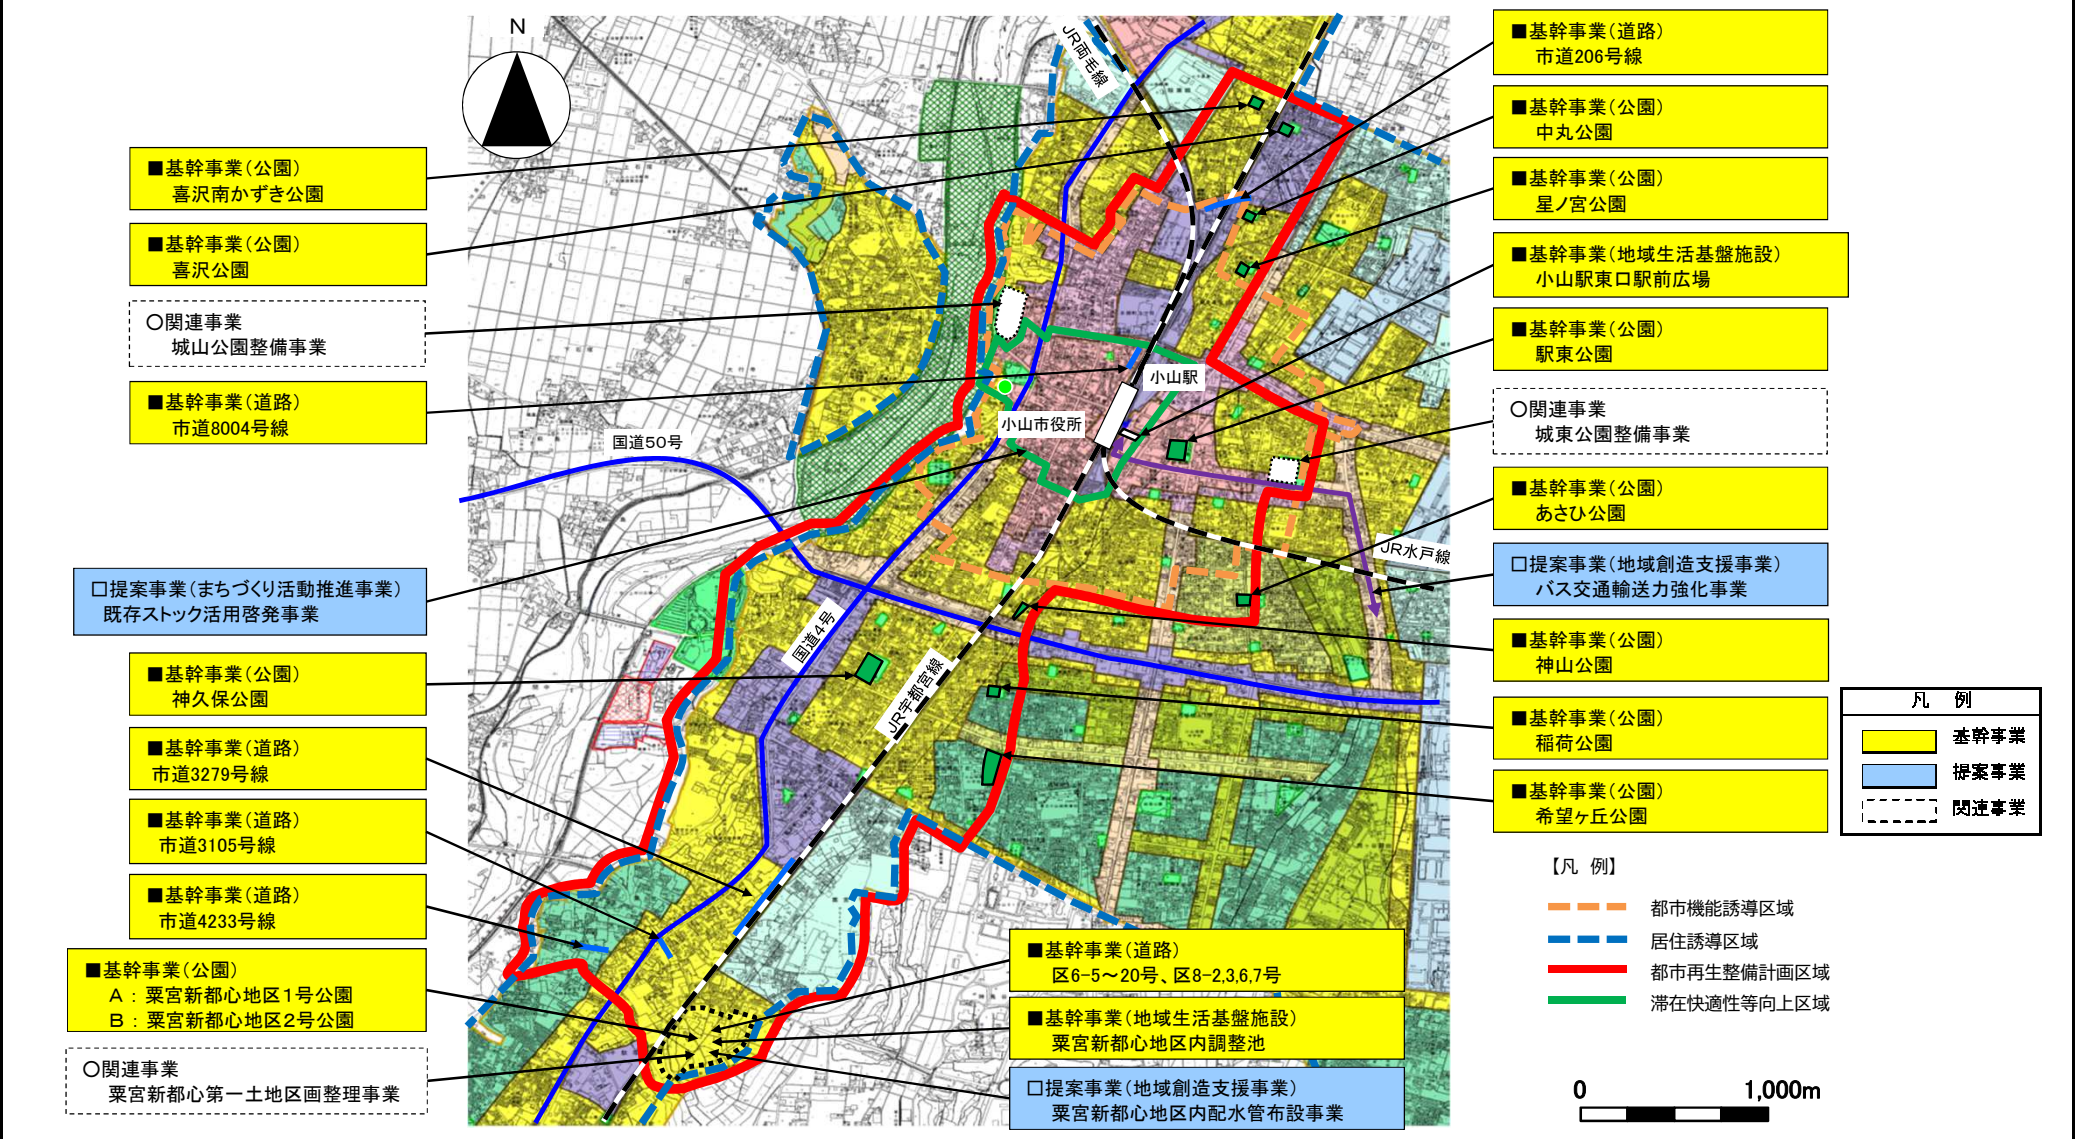 N
■基幹事業(公園)
喜沢南かずき公園
■基幹事業(公園)
喜沢公園
○関連事業
城山公園整備事業
■基幹事業(道路)
市道8004号線
□提案事業(まちづくり活動推進事業)
既存ストック活用啓発事業
■基幹事業(公園)
神久保公園
■基幹事業(道路)
市道3279号線
■基幹事業(道路)
市道3105号線
■基幹事業(道路)
市道4233号線
■基幹事業(公園)
A:粟宮新都心地区1号公園
B:粟宮新都心地区2号公園
○関連事業
粟宮新都心第一土地区画整理事業
JR両毛線
小山駅
小山市役所
国道50号
国道4号
JR宇都宮線
JR水戸線
■基幹事業(道路)
区6-5~20号、区8-2,3,6,7号
■基幹事業(地域生活基盤施設)
粟宮新都心地区内調整池
□提案事業(地域創造支援事業)
粟宮新都心地区内配水管布設事業
■基幹事業(道路)
市道206号線
■基幹事業(公園)
中丸公園
■基幹事業(公園)
星ノ宮公園
■基幹事業(地域生活基盤施設)
小山駅東口駅前広場
■基幹事業(公園)
駅東公園
○関連事業
城東公園整備事業
■基幹事業(公園)
あさひ公園
□提案事業(地域創造支援事業)
バス交通輸送力強化事業
■基幹事業(公園)
神山公園
■基幹事業(公園)
稲荷公園
■基幹事業(公園)
希望ヶ丘公園
凡 例
基幹事業
提案事業
関連事業
【凡 例】
都市機能誘導区域
居住誘導区域
都市再生整備計画区域
滞在快適性等向上区域
0 1,000m